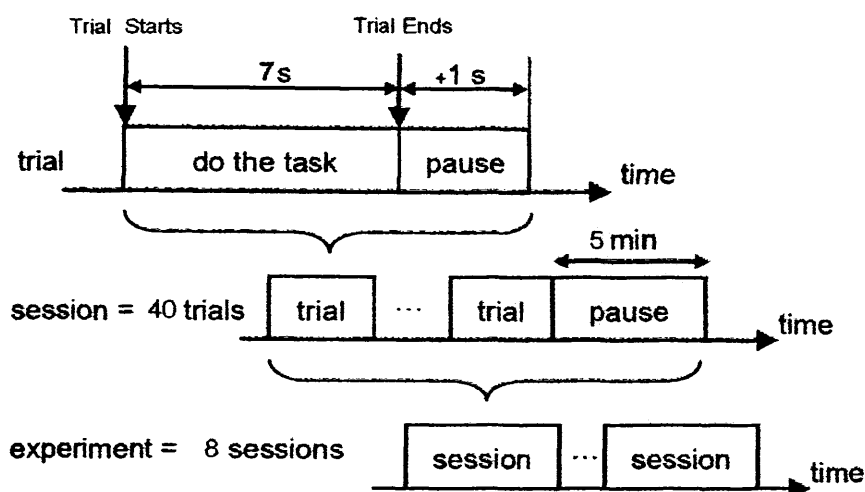 Trial Starts
Trial Ends
7s
+1 s
trial
do the task
pause
time
5 min
session = 40 trials
trial
...
trial
pause
time
experiment = 8 sessions
session
...
session
time